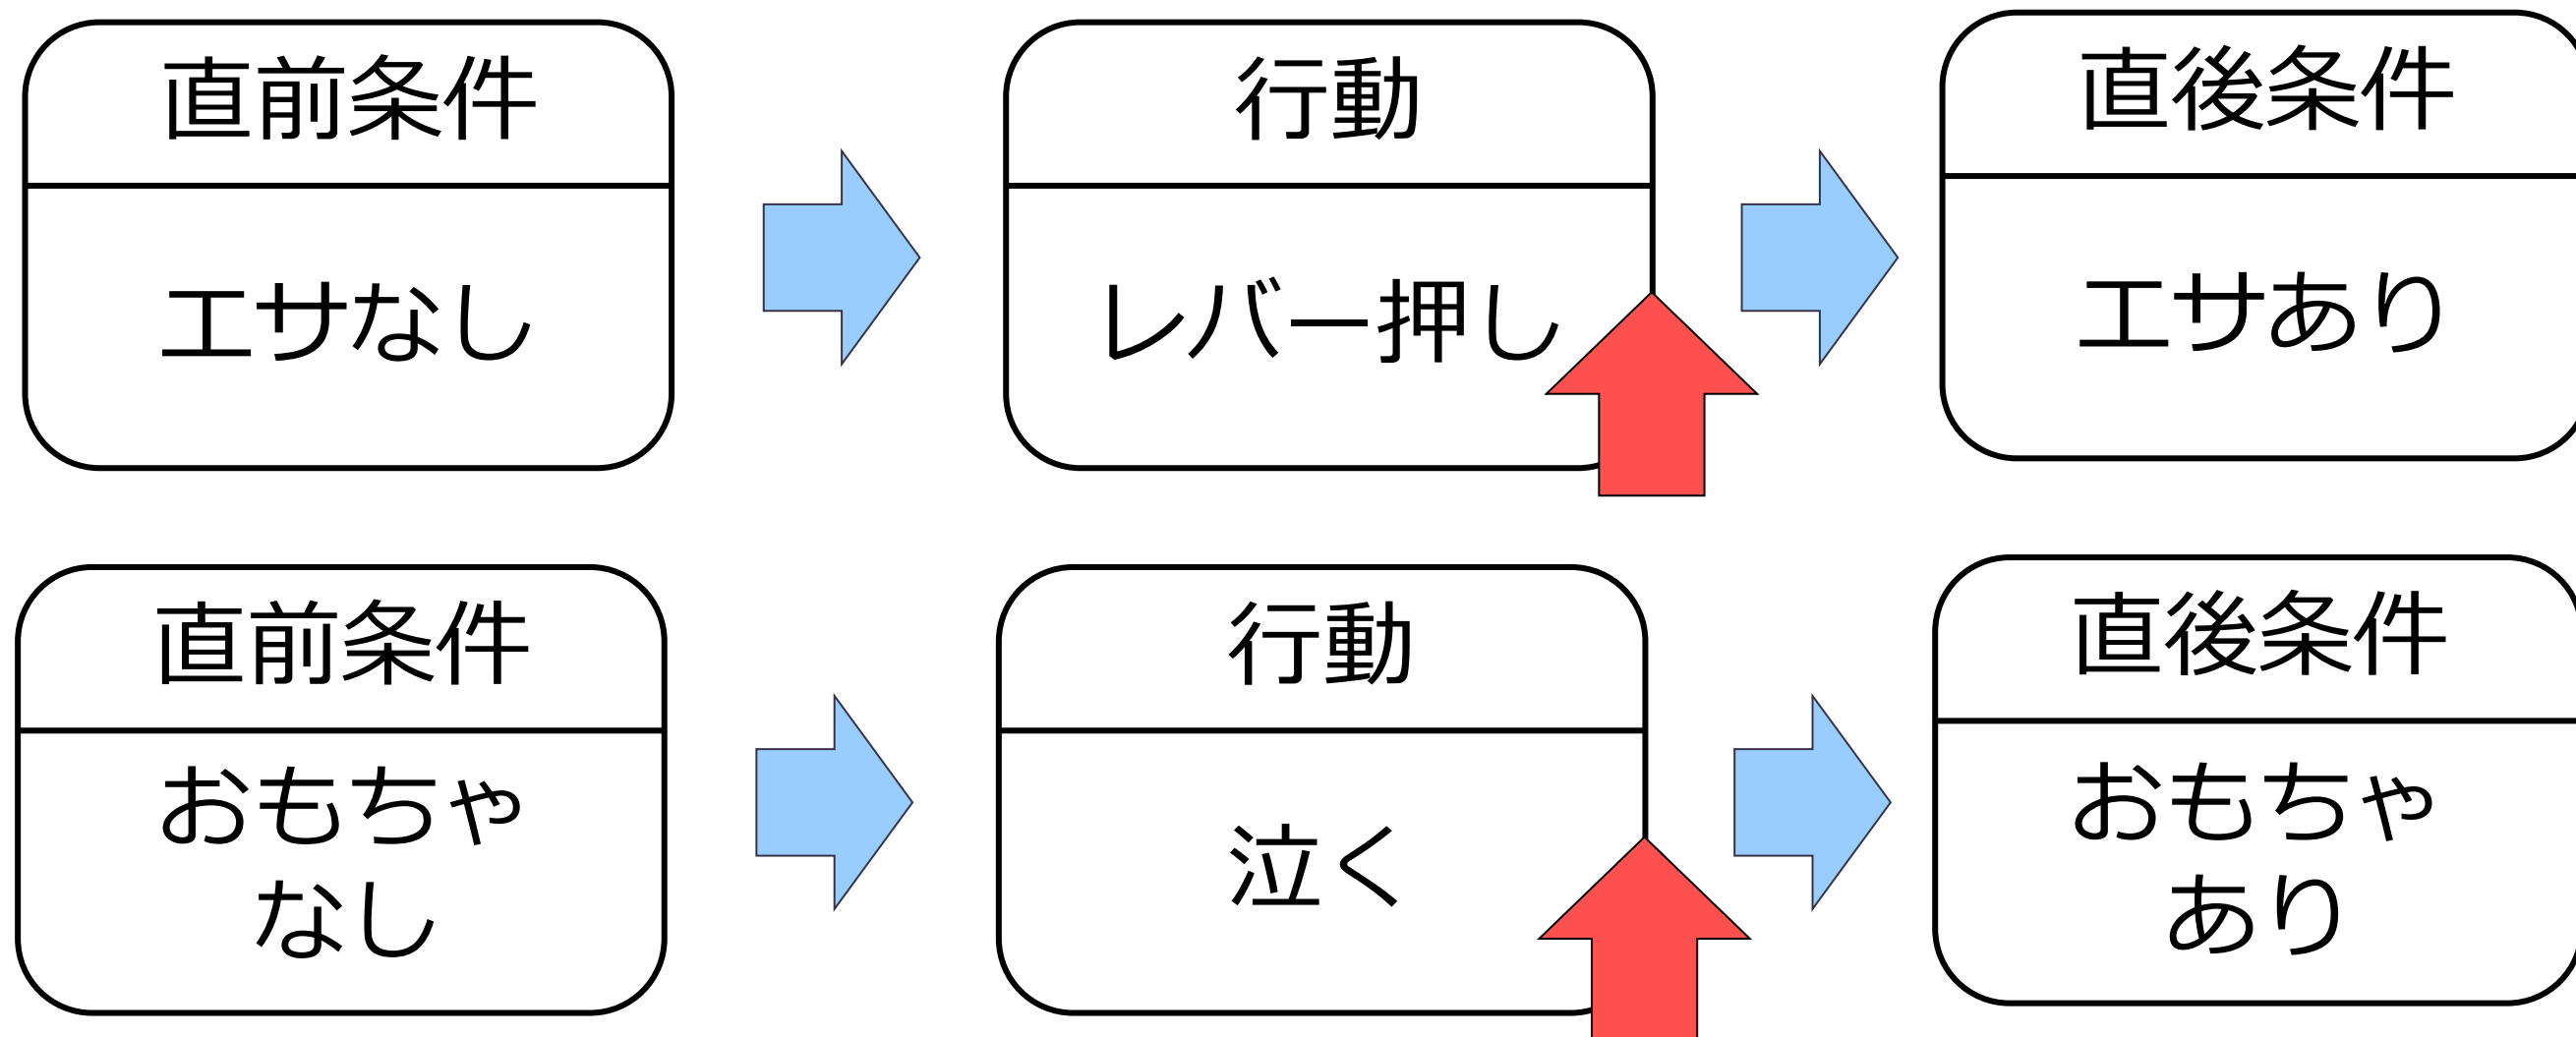 直前条件
行動
直後条件
エサなし
レバー押し
エサあり
直前条件
行動
直後条件
おもちゃ
なし
泣く
おもちゃ
あり